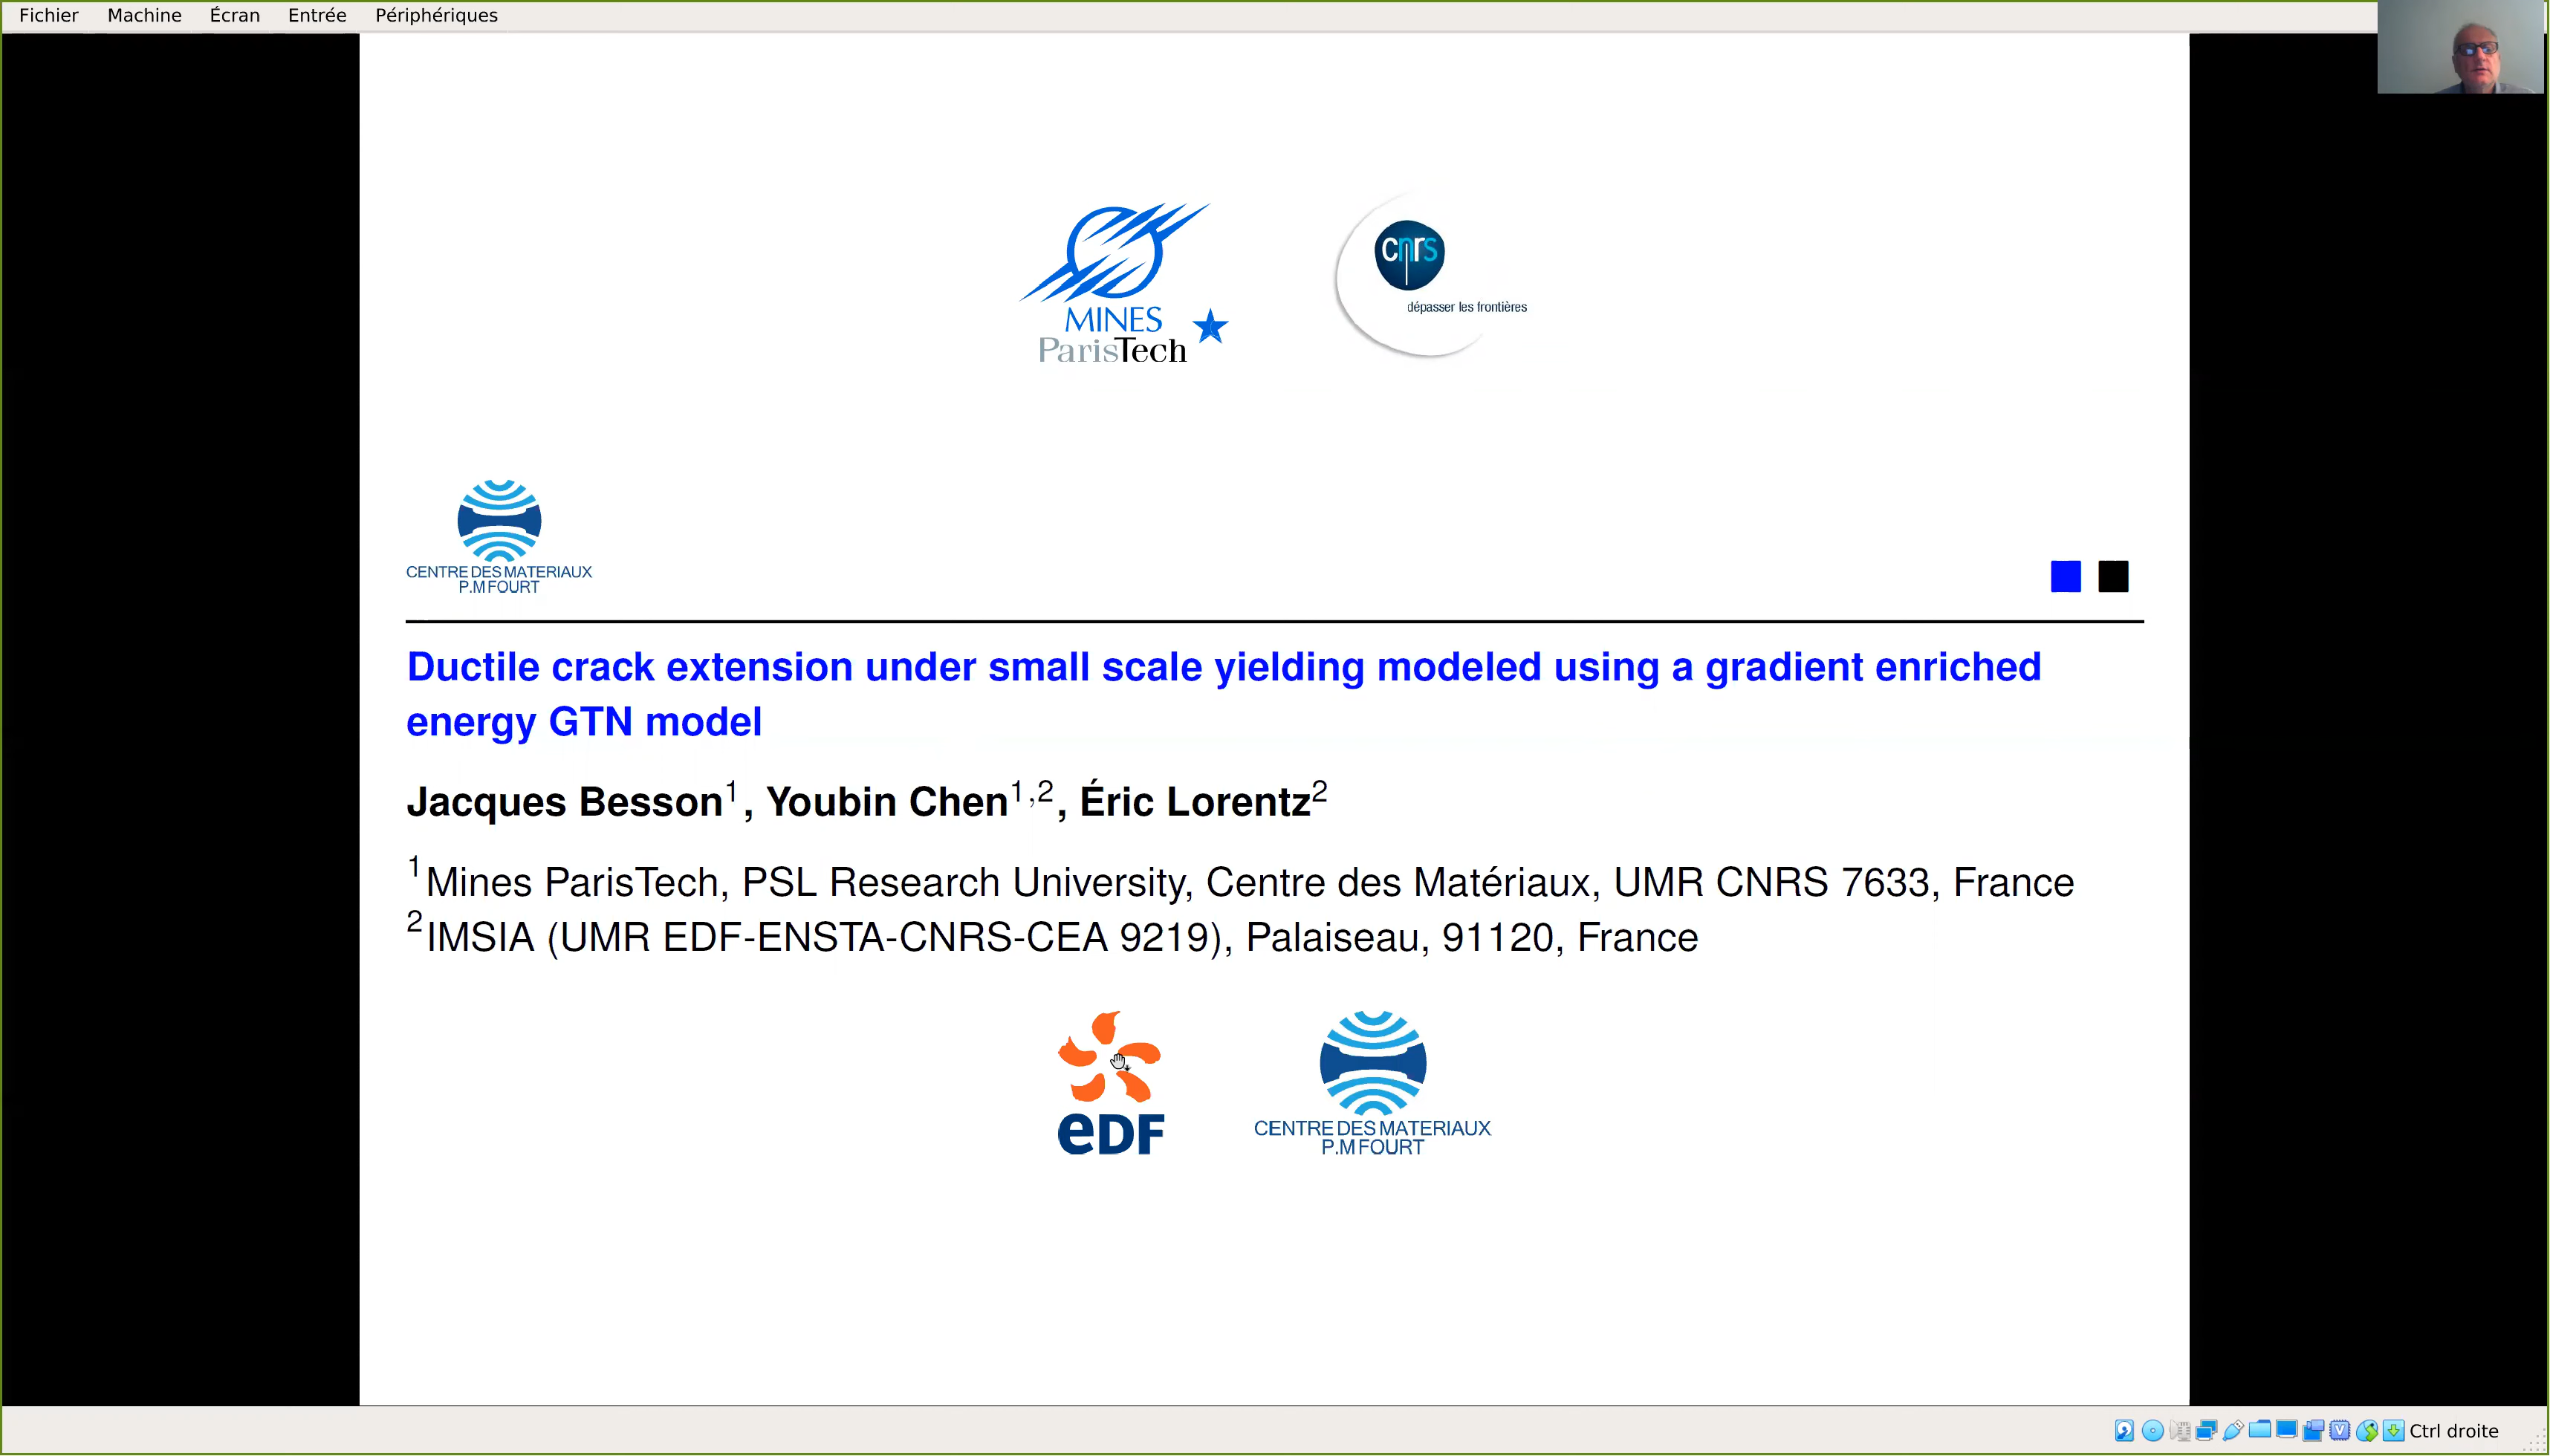 Fichier Machine Écran Entrée Périphériques
MINES
ParisTech
cnrs
dépasser les frontières
CENTRE DES MATERIAUX
P.M FOURT
Ductile crack extension under small scale yielding modeled using a gradient enriched
energy GTN model
Jacques Besson1, Youbin Chen1,2, Éric Lorentz2
1Mines ParisTech, PSL Research University, Centre des Matériaux, UMR CNRS 7633, France
2IMSIA (UMR EDF-ENSTA-CNRS-CEA 9219), Palaiseau, 91120, France
eDF
CENTRE DES MATERIAUX
P.M FOURT
Ctrl droite